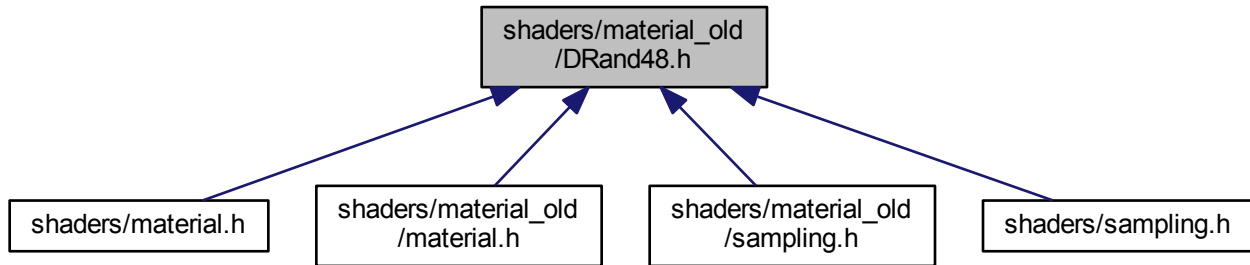 shaders/material_old
/DRand48.h
shaders/material.h
shaders/material_old
/material.h
shaders/material_old
/sampling.h
shaders/sampling.h